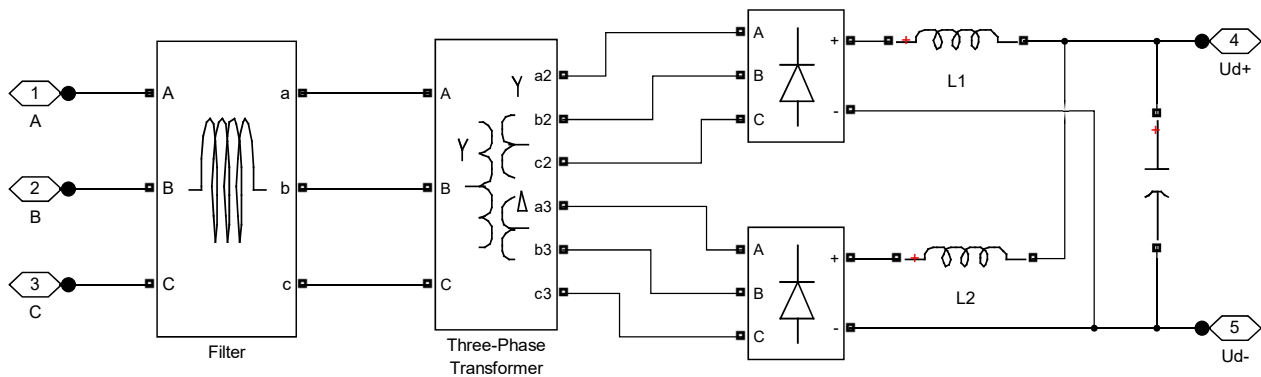 1
A
2
B
3
C
A
B
C
a
b
c
Filter
A
B
C
Y
Y
Δ
a2
b2
c2
a3
b3
c3
Three-Phase
Transformer
A
B
C
+
-
A
B
C
+
-
+
L1
+
L2
+
4
Ud+
5
Ud-